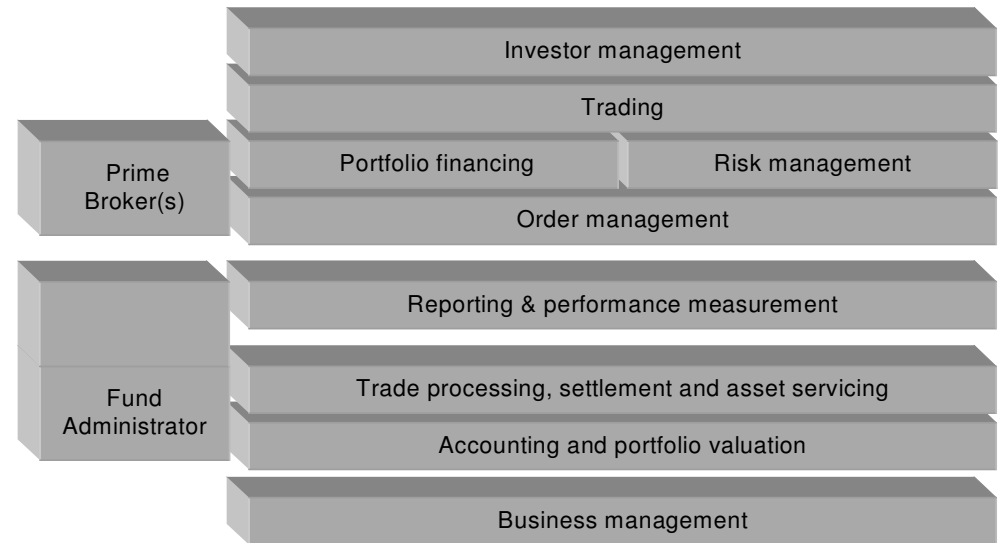 Investor management
Trading
Prime
Broker(s)
Portfolio financing
Risk management
Order management
Reporting & performance measurement
Fund
Administrator
Trade processing, settlement and asset servicing
Accounting and portfolio valuation
Business management